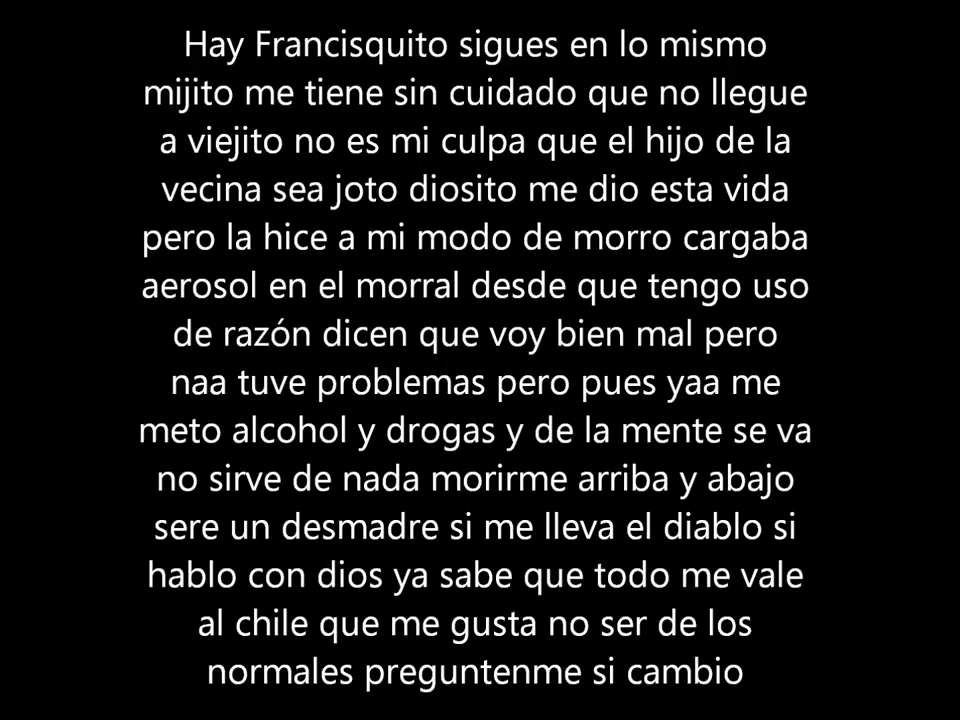 Hay Francisquito sigues en lo mismo
mijito me tiene sin cuidado que no llegue
a viejito no es mi culpa que el hijo de la
vecina sea joto diosito me dio esta vida
pero la hice a mi modo de morro cargaba
aerosol en el morral desde que tengo uso
de razón dicen que voy bien mal pero
naa tuve problemas pero pues yaa me
meto alcohol y drogas y de la mente se va
no sirve de nada morirme arriba y abajo
sere un desmadre si me lleva el diablo si
hablo con dios ya sabe que todo me vale
al chile que me gusta no ser de los
normales preguntenme si cambio